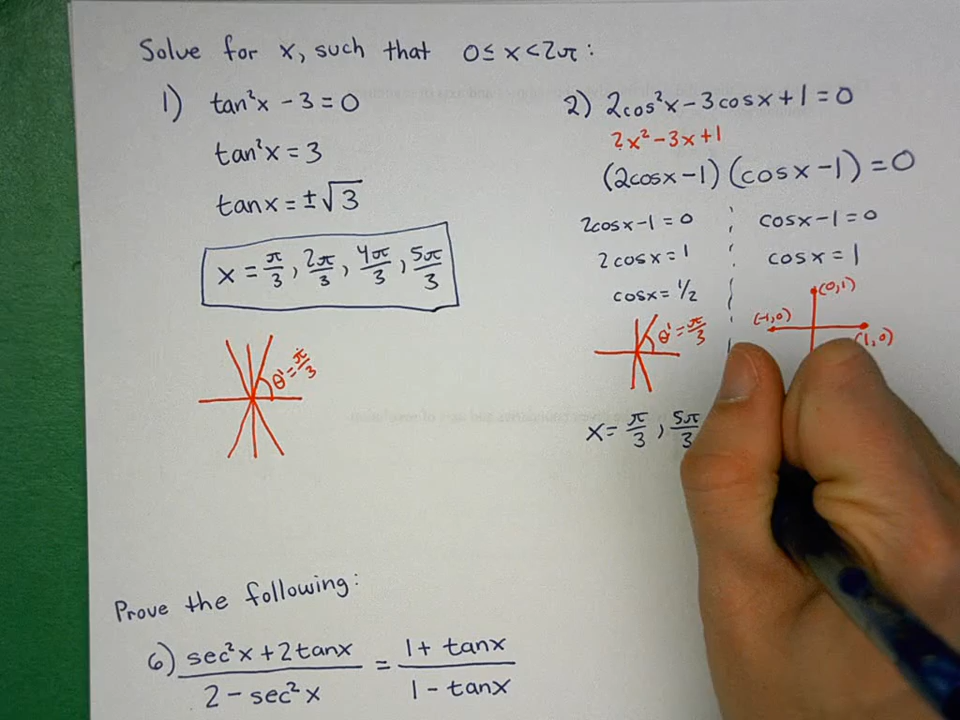 Solve for x, such that 0 ≤ x < 2π:
1) tan²x - 3 = 0
tan²x = 3
tanx = ±√3
x = π/3, 2π/3, 4π/3, 5π/3
θ' = π/3
2) 2cos²x - 3cosx + 1 = 0
2x² - 3x + 1
(2cosx - 1)(cosx - 1) = 0
2cosx - 1 = 0
2cosx = 1
cosx = 1/2
θ' = π/3
x = π/3, 5π/3
cosx - 1 = 0
cosx = 1
(0,1)
(-1,0)
(1,0)
Prove the following:
6) (sec²x + 2tanx)/(2 - sec²x) = (1 + tanx)/(1 - tanx)